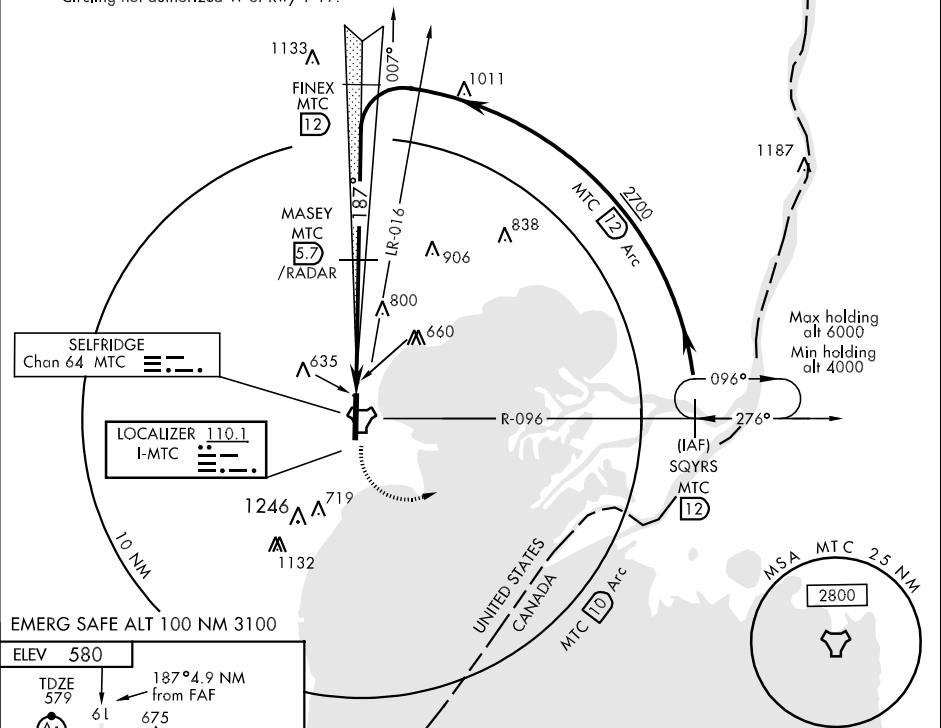 1133
007°
1011
FINEX
MTC
12
1187
187°
LR-016
MTC 12 Arc
2700
MASEY
MTC
5.7
/RADAR
838
906
800
660
Max holding
alt 6000
Min holding
alt 4000
SELFRIDGE
Chan 64 MTC
635
096°
R-096
276°
LOCALIZER 110.1
I-MTC
(IAF)
SQYRS
MTC
12
1246
719
1132
10 NM
UNITED STATES
CANADA
MTC 10 Arc
MSA MTC 25 NM
2800
EMERG SAFE ALT 100 NM 3100
ELEV 580
TDZE
579
187° 4.9 NM
from FAF
19
675